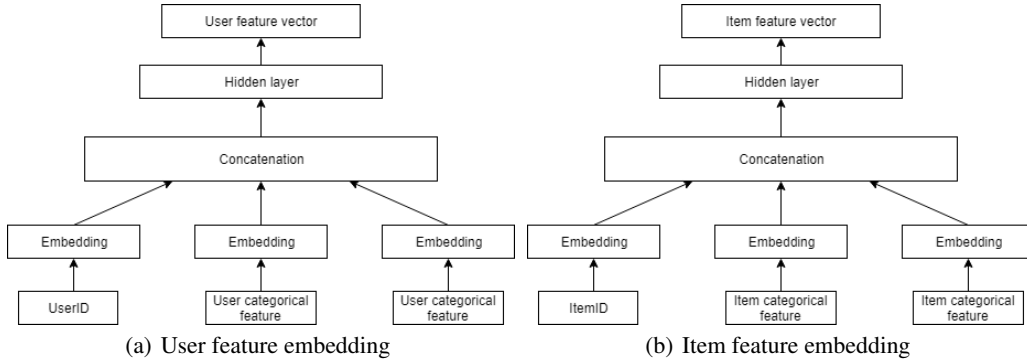 User feature vector
Hidden layer
Concatenation
Embedding
Embedding
Embedding
UserID
User categorical
feature
User categorical
feature
(a) User feature embedding
Item feature vector
Hidden layer
Concatenation
Embedding
Embedding
Embedding
ItemID
Item categorical
feature
Item categorical
feature
(b) Item feature embedding